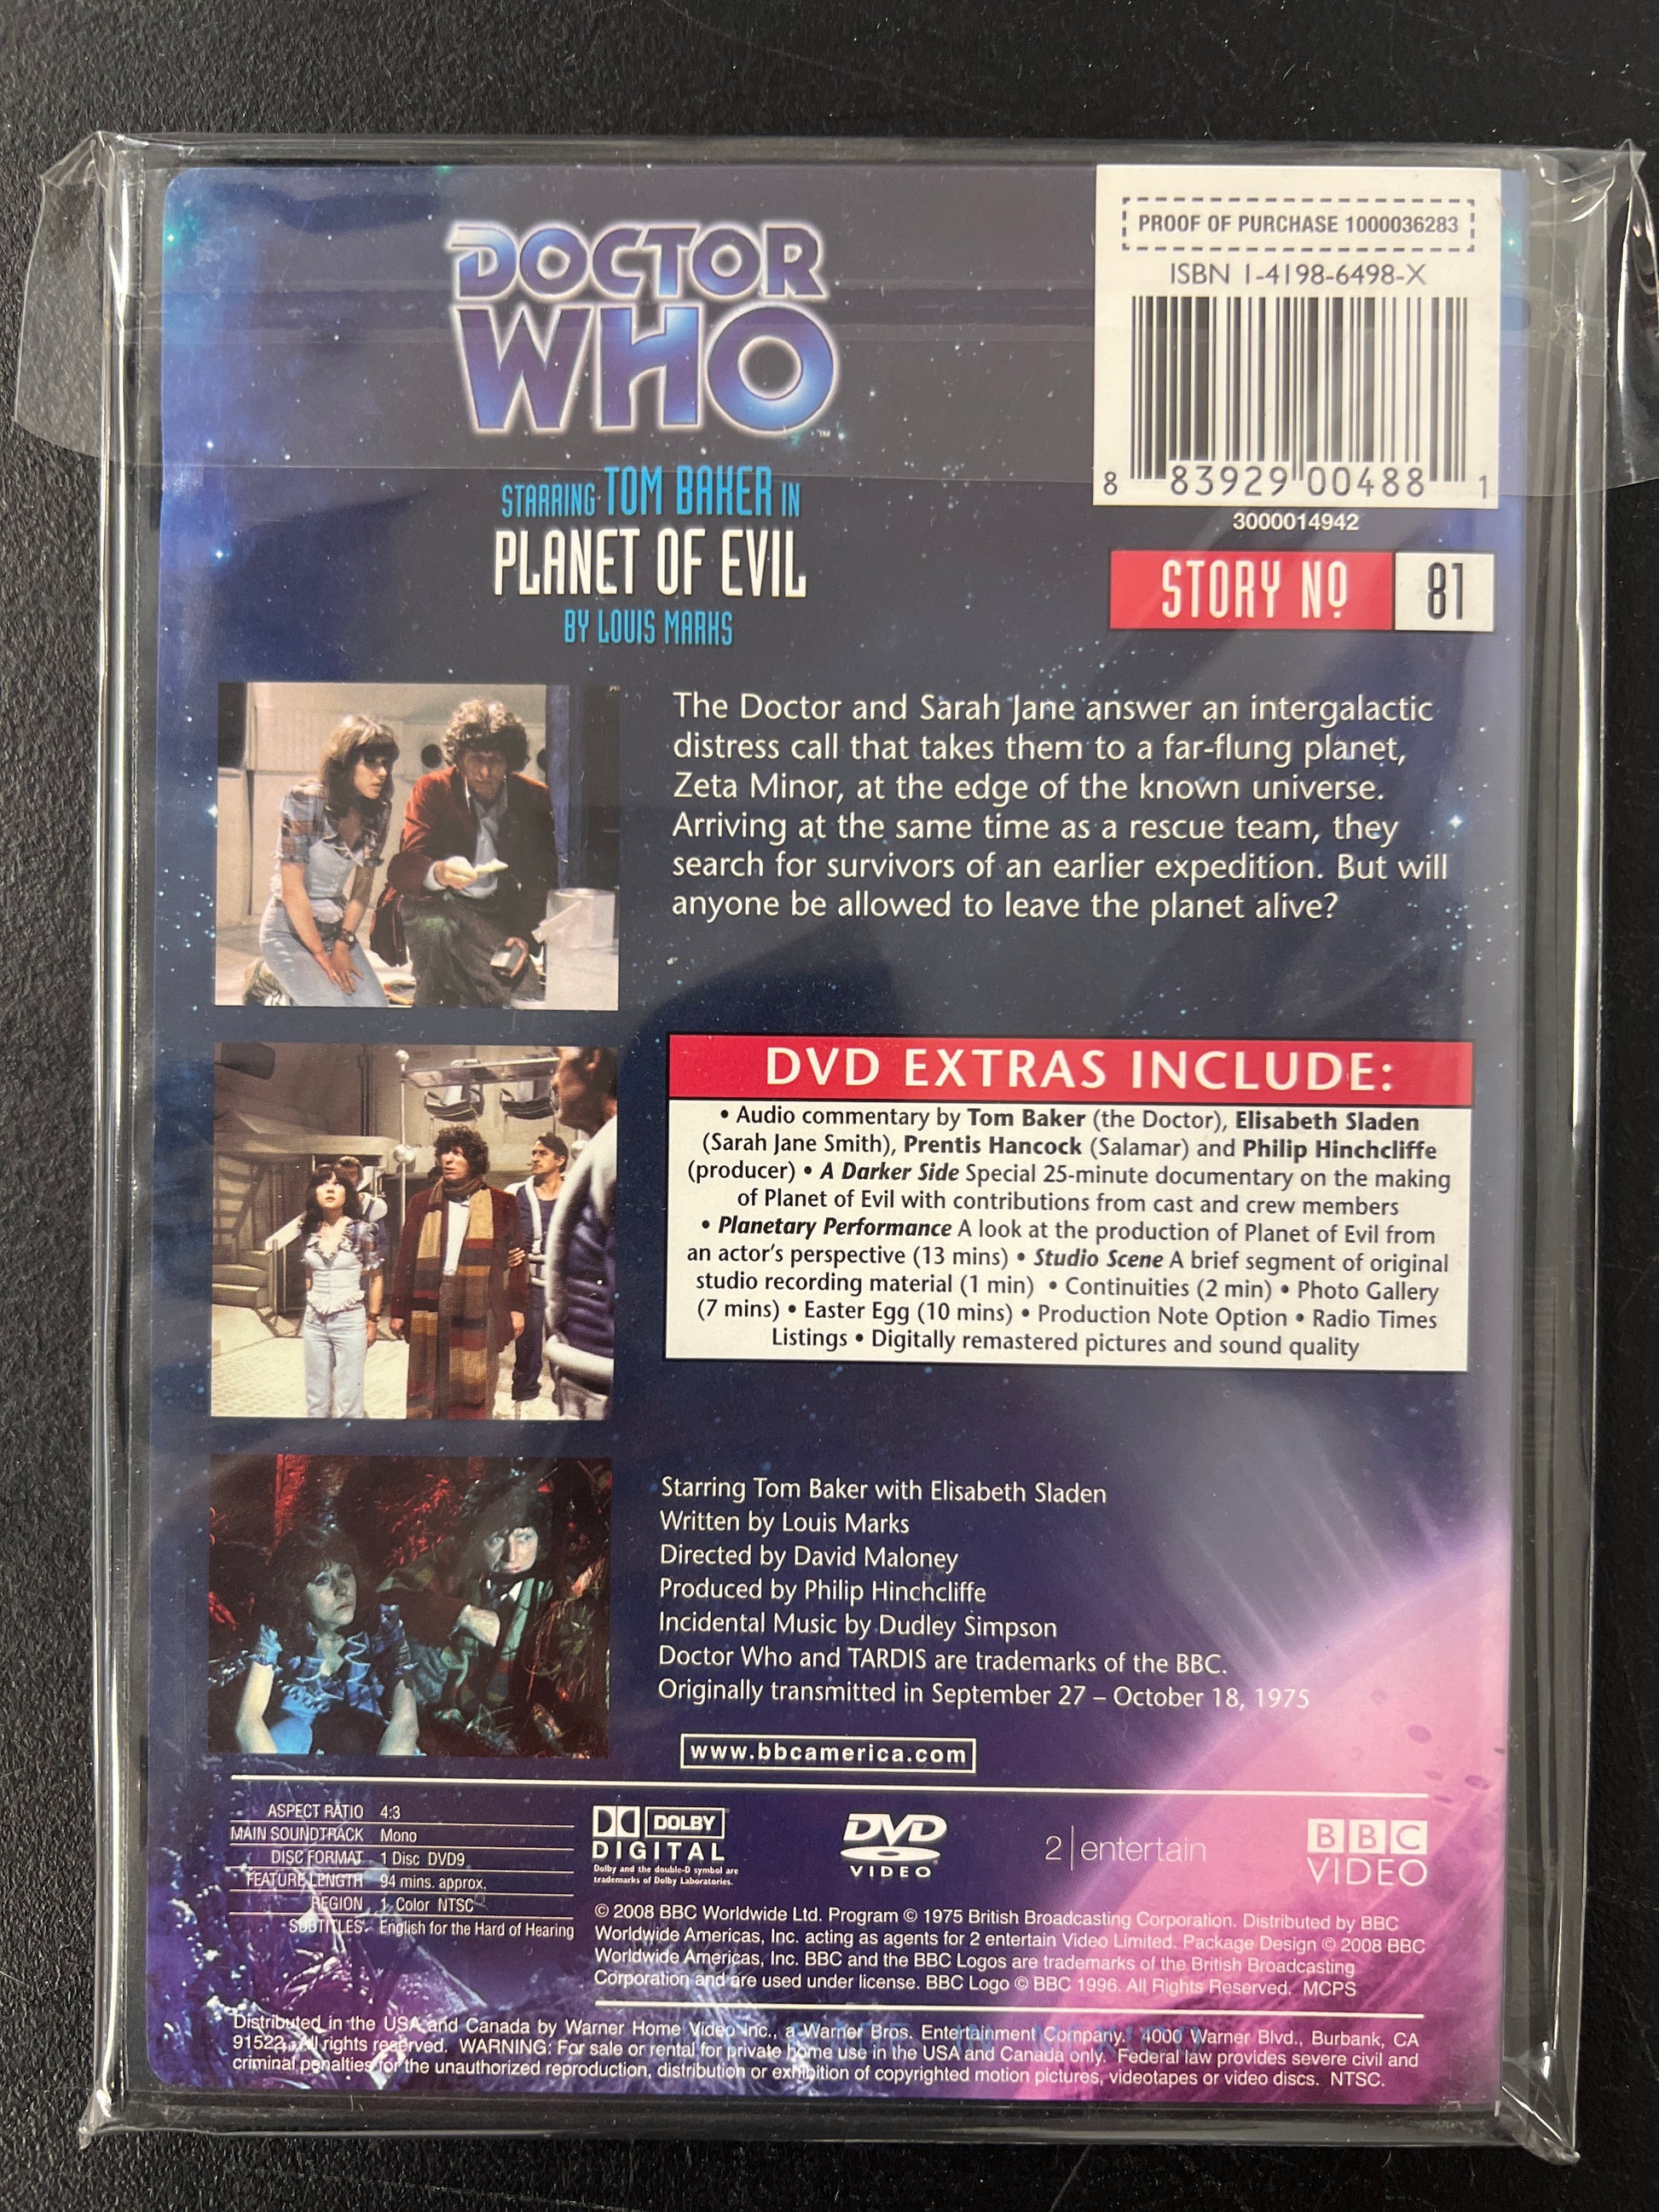 PROOF OF PURCHASE 1000036283
ISBN 1-4198-6498-X
8 83929 00488 1
3000014942
STORY Nº 81
DOCTOR
WHO
™
STARRING TOM BAKER IN
PLANET OF EVIL
BY LOUIS MARKS
The Doctor and Sarah Jane answer an intergalactic
distress call that takes them to a far-flung planet,
Zeta Minor, at the edge of the known universe.
Arriving at the same time as a rescue team, they
search for survivors of an earlier expedition. But will
anyone be allowed to leave the planet alive?
DVD EXTRAS INCLUDE:
• Audio commentary by Tom Baker (the Doctor), Elisabeth Sladen
(Sarah Jane Smith), Prentis Hancock (Salamar) and Philip Hinchcliffe
(producer) • A Darker Side Special 25-minute documentary on the making
of Planet of Evil with contributions from cast and crew members
• Planetary Performance A look at the production of Planet of Evil from
an actor's perspective (13 mins) • Studio Scene A brief segment of original
studio recording material (1 min) • Continuities (2 min) • Photo Gallery
(7 mins) • Easter Egg (10 mins) • Production Note Option • Radio Times
Listings • Digitally remastered pictures and sound quality
Starring Tom Baker with Elisabeth Sladen
Written by Louis Marks
Directed by David Maloney
Produced by Philip Hinchcliffe
Incidental Music by Dudley Simpson
Doctor Who and TARDIS are trademarks of the BBC.
Originally transmitted in September 27 – October 18, 1975
www.bbcamerica.com
ASPECT RATIO 4:3
MAIN SOUNDTRACK Mono
DISC FORMAT 1 Disc DVD9
FEATURE LENGTH 94 mins. approx.
REGION 1 Color NTSC
SUBTITLES English for the Hard of Hearing
DOLBY
DIGITAL
Dolby and the double-D symbol are
trademarks of Dolby Laboratories.
DVD
VIDEO
2|entertain
BBC
VIDEO
© 2008 BBC Worldwide Ltd. Program © 1975 British Broadcasting Corporation. Distributed by BBC
Worldwide Americas, Inc. acting as agents for 2 entertain Video Limited. Package Design © 2008 BBC
Worldwide Americas, Inc. BBC and the BBC Logos are trademarks of the British Broadcasting
Corporation and are used under license. BBC Logo © BBC 1996. All Rights Reserved. MCPS
Distributed in the USA and Canada by Warner Home Video Inc., a Warner Bros. Entertainment Company. 4000 Warner Blvd., Burbank, CA
91522. All rights reserved. WARNING: For sale or rental for private home use in the USA and Canada only. Federal law provides severe civil and
criminal penalties for the unauthorized reproduction, distribution or exhibition of copyrighted motion pictures, videotapes or video discs. NTSC.